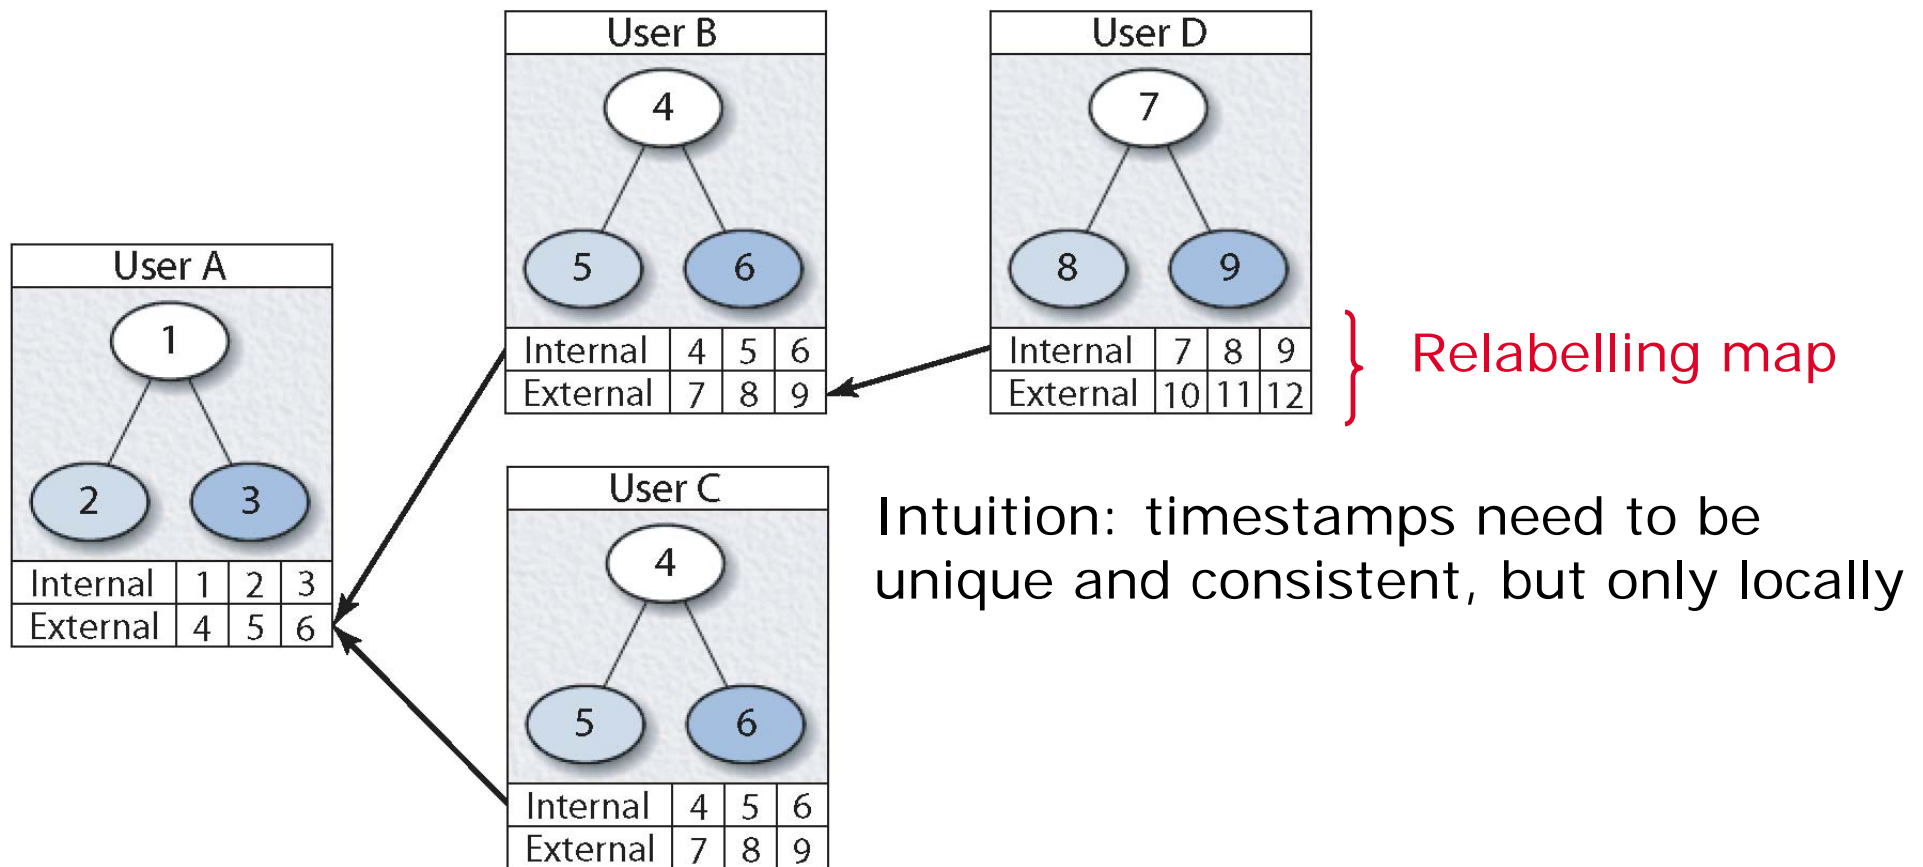 User A
1
2 3
Internal 1 2 3
External 4 5 6
User B
4
5 6
Internal 4 5 6
External 7 8 9
User D
7
8 9
Internal 7 8 9
External 10 11 12
Relabelling map
User C
4
5 6
Internal 4 5 6
External 7 8 9
Intuition: timestamps need to be
unique and consistent, but only locally